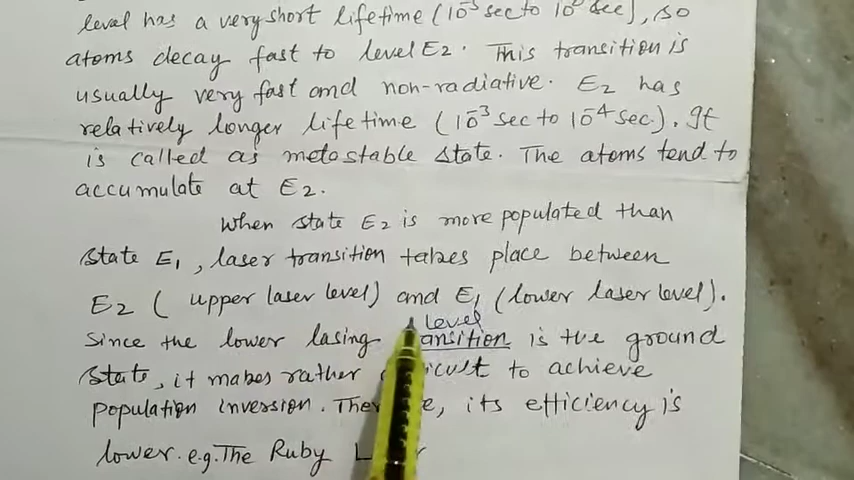 level has a very short lifetime (10⁻⁵ sec to 10⁻⁸ sec), so
atoms decay fast to level E2. This transition is
usually very fast and non-radiative. E2 has
relatively longer lifetime (10⁻³ sec to 10⁻⁴ sec.). It
is called as metastable state. The atoms tend to
accumulate at E2.
When state E2 is more populated than
state E1, laser transition takes place between
E2 (upper laser level) and E1 (lower laser level).
level
Since the lower lasing is the ground
state, it makes rather to achieve
population inversion. its efficiency is
lower. e.g. The Ruby